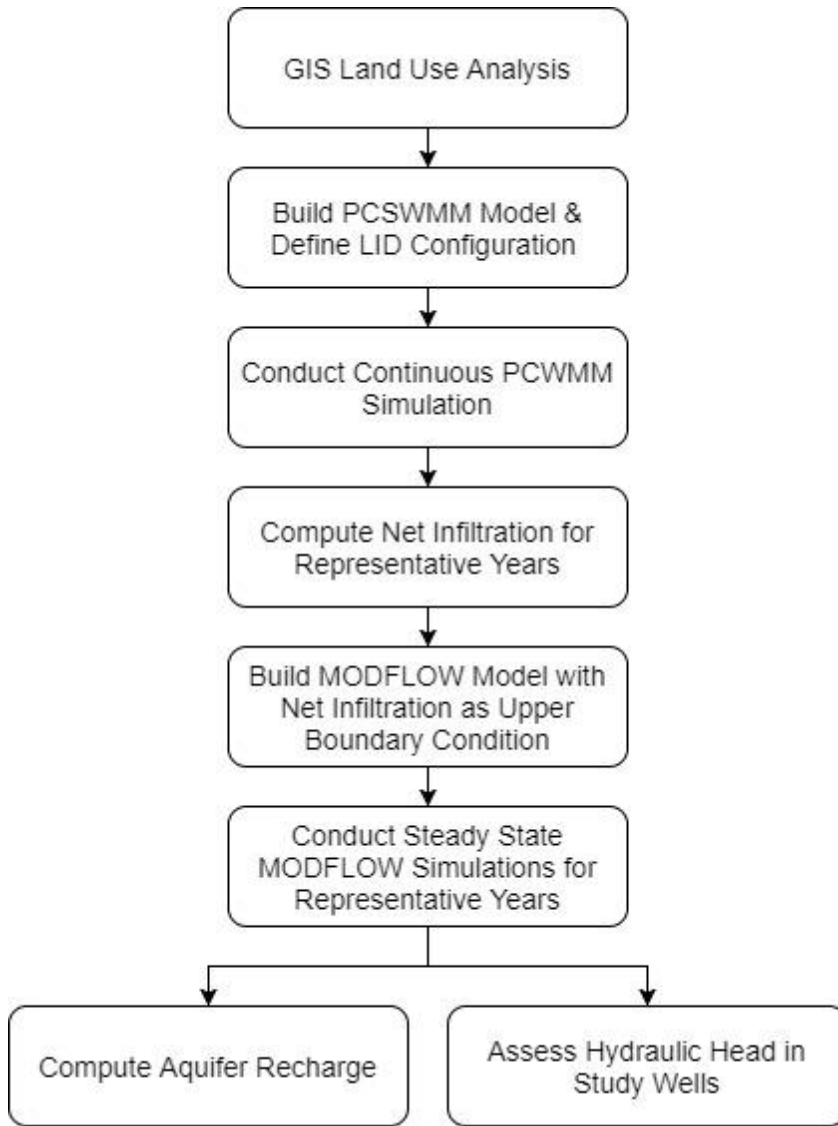 GIS Land Use Analysis
Build PCSWMM Model &
Define LID Configuration
Conduct Continuous PCWMM
Simulation
Compute Net Infiltration for
Representative Years
Build MODFLOW Model with
Net Infiltration as Upper
Boundary Condition
Conduct Steady State
MODFLOW Simulations for
Representative Years
Compute Aquifer Recharge
Assess Hydraulic Head in
Study Wells